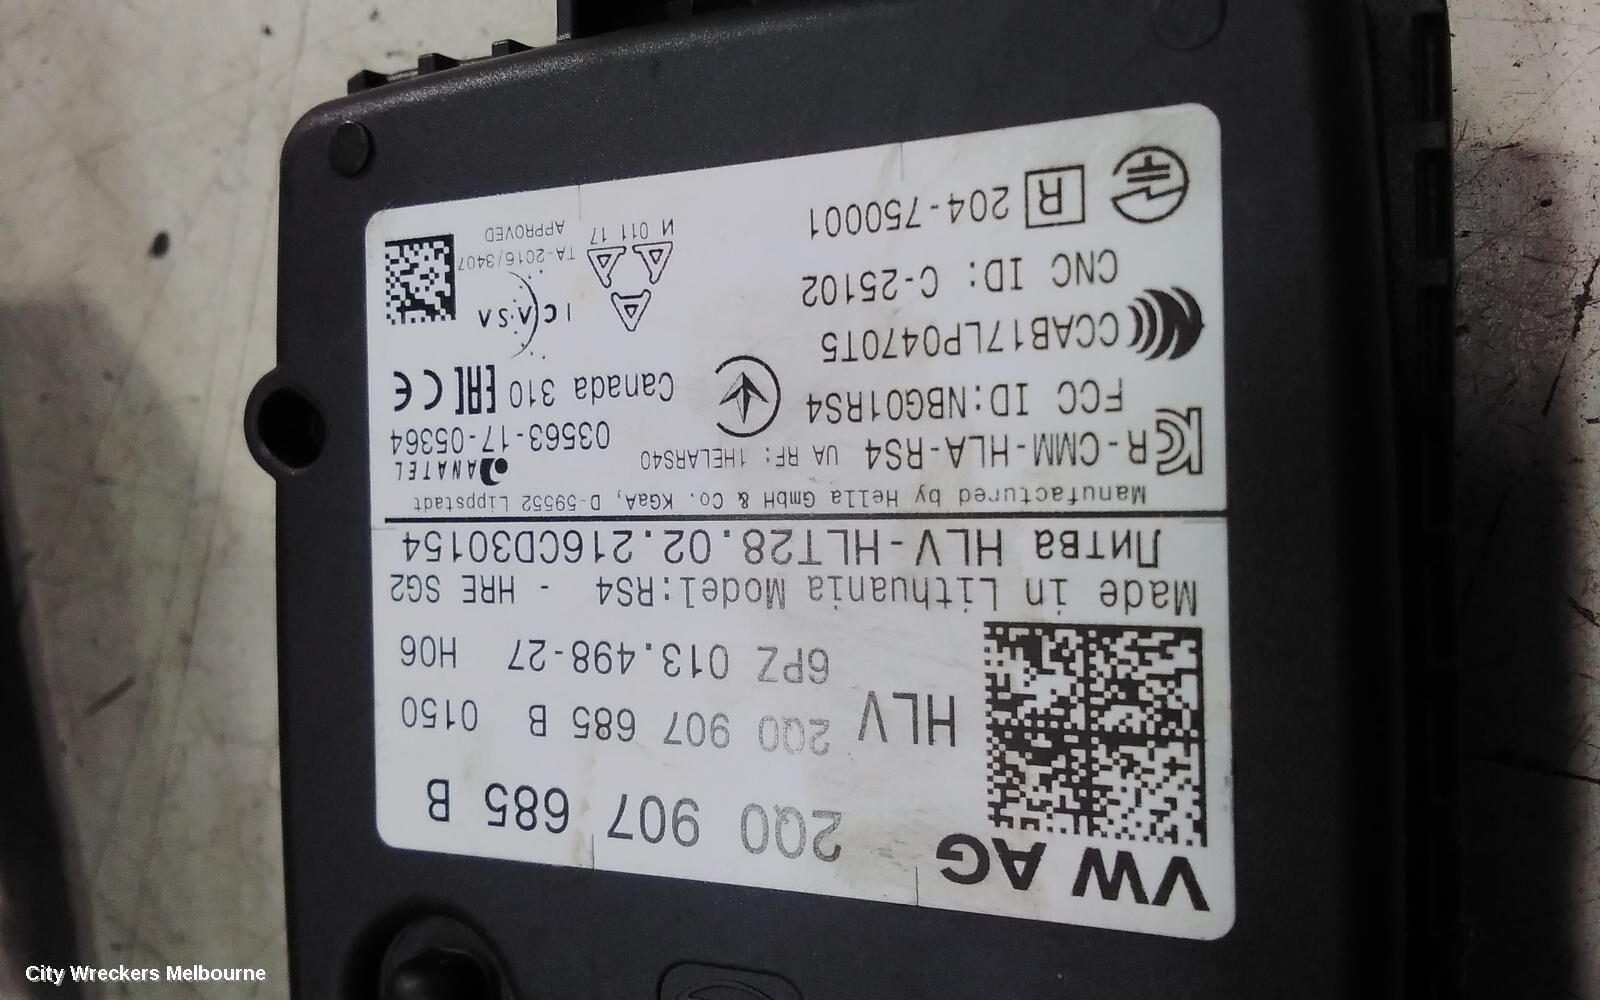 VW AG
2Q0 907 685 B
HLV 2Q0 907 685 B 0150
6PZ 013.498-27 H06
Made in Lithuania Model:RS4 - HRE SG2
Литва HLV-HLT28.02.216CD30154
Manufactured by Hella GmbH & Co. KGaA, D-59552 Lippstadt
R-CMM-HLA-RS4 UA RF: 1HELARS40
ANATEL
03563-17-05364
FCC ID:NBG01RS4
Canada 310 EAC CE
CCAB17LP0470T5
ICASA
CNC ID: C-25102
TA-2016/3407
APPROVED
И 011 17
R 204-750001
City Wreckers Melbourne